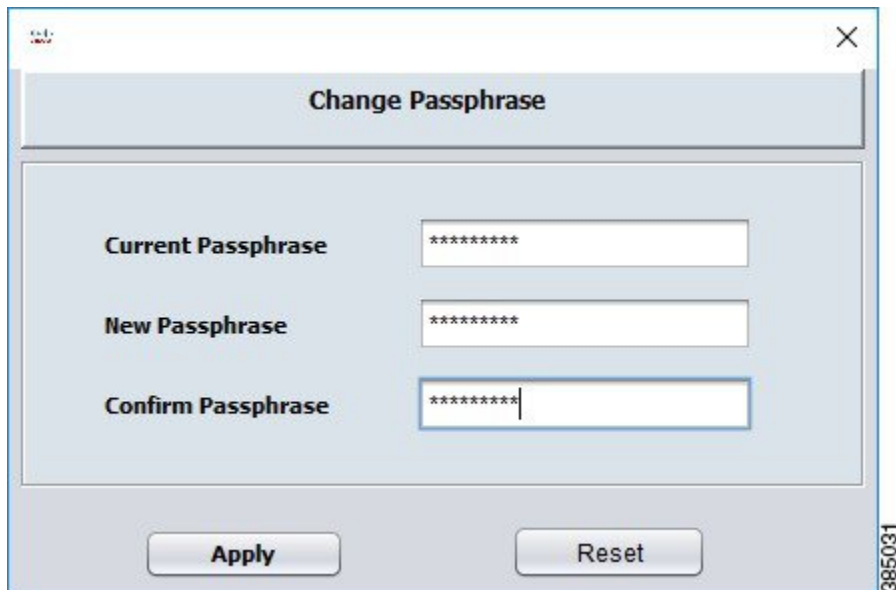 Change Passphrase
Current Passphrase *********
New Passphrase *********
Confirm Passphrase *********
Apply Reset
385031